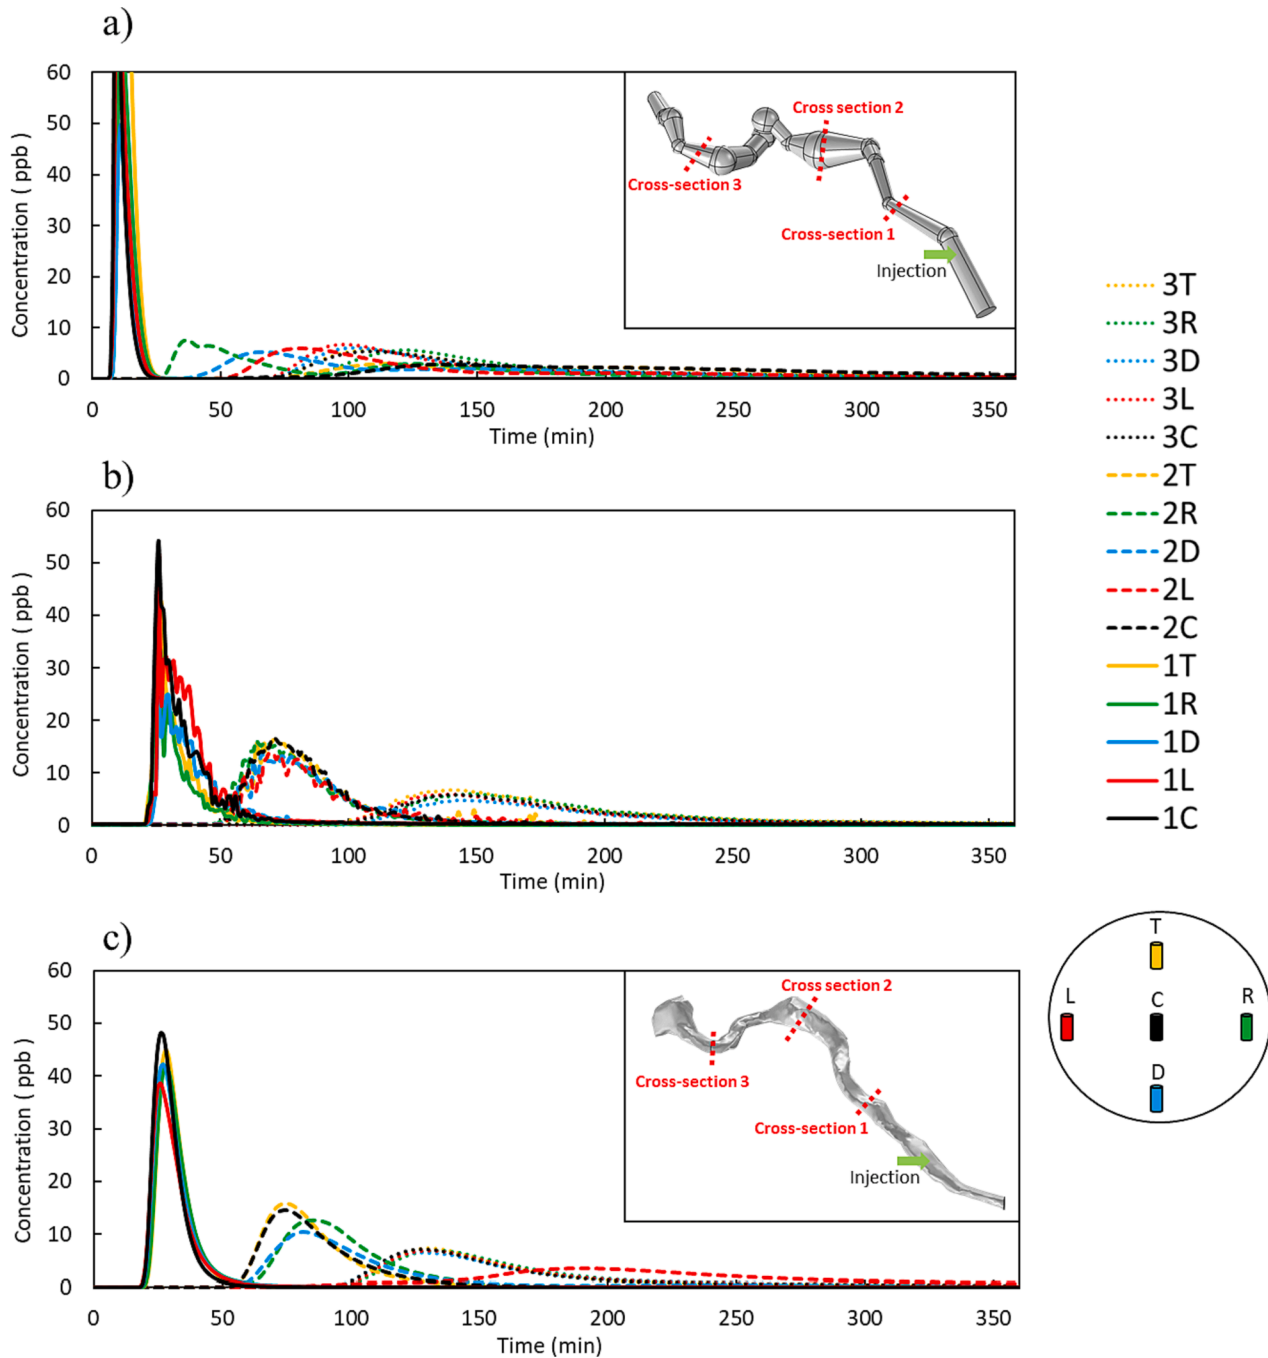 a)
60
50
40
30
20
10
0
Concentration ( ppb )
0 50 100 150 200 250 300 350
Time (min)
Cross section 2
Cross-section 3
Cross-section 1
Injection
b)
60
50
40
30
20
10
0
Concentration ( ppb )
0 50 100 150 200 250 300 350
Time (min)
c)
60
50
40
30
20
10
0
Concentration ( ppb )
0 50 100 150 200 250 300 350
Time (min)
Cross section 2
Cross-section 3
Cross-section 1
Injection
3T
3R
3D
3L
3C
2T
2R
2D
2L
2C
1T
1R
1D
1L
1C
T
L C R
D